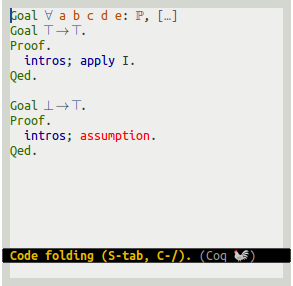 Goal ∀ a b c d e: ℙ, […]
Goal ⊤→⊤.
Proof.
  intros; apply I.
Qed.

Goal ⊥→⊤.
Proof.
  intros; assumption.
Qed.
Code folding (S-tab, C-/). (Coq 🐓)